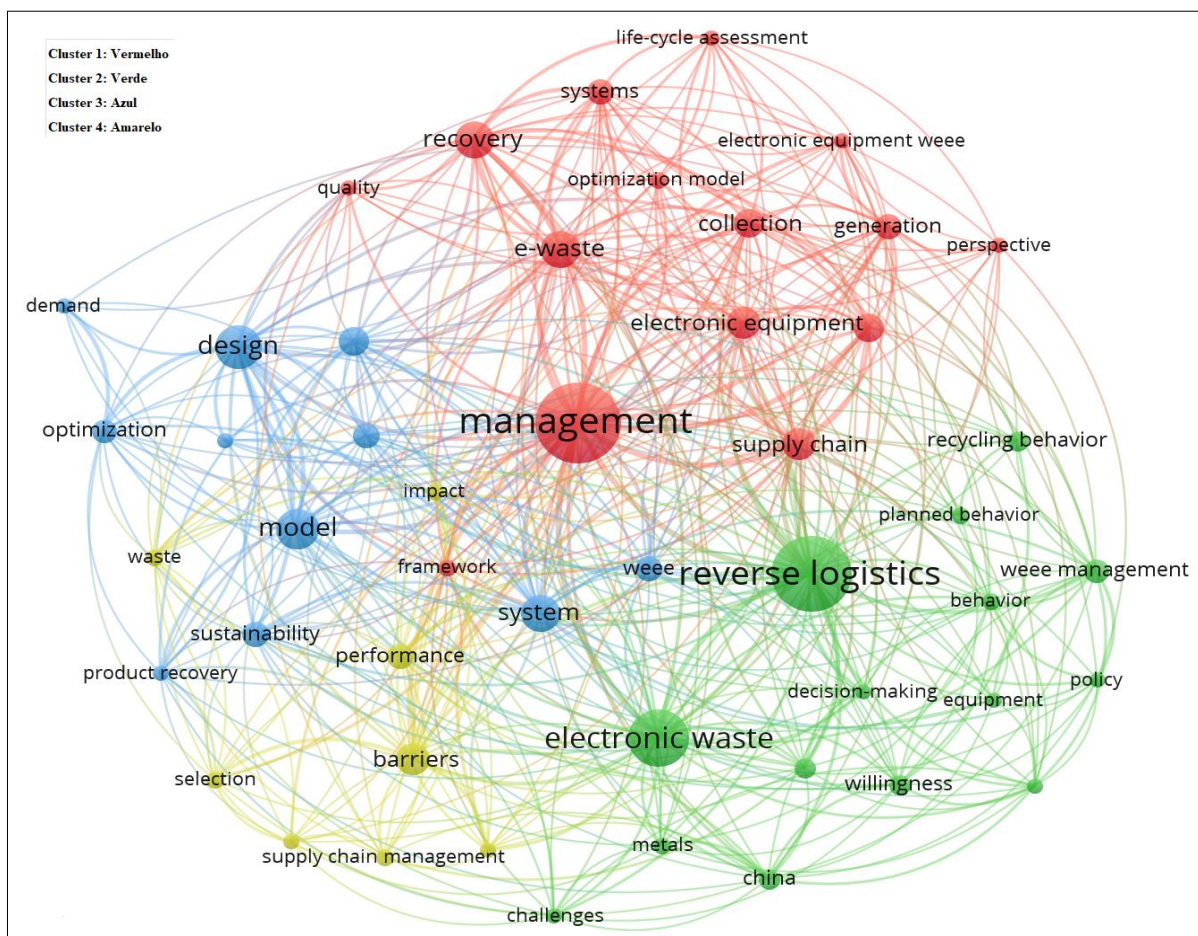 Cluster 1: Vermelho
Cluster 2: Verde
Cluster 3: Azul
Cluster 4: Amarelo
life-cycle assessment
systems
recovery
electronic equipment weee
optimization model
quality
collection
generation
e-waste
perspective
demand
electronic equipment
design
management
optimization
supply chain
recycling behavior
impact
planned behavior
model
waste
framework
weee
reverse logistics
weee management
behavior
system
sustainability
performance
product recovery
decision-making
equipment
policy
electronic waste
barriers
selection
willingness
metals
supply chain management
china
challenges